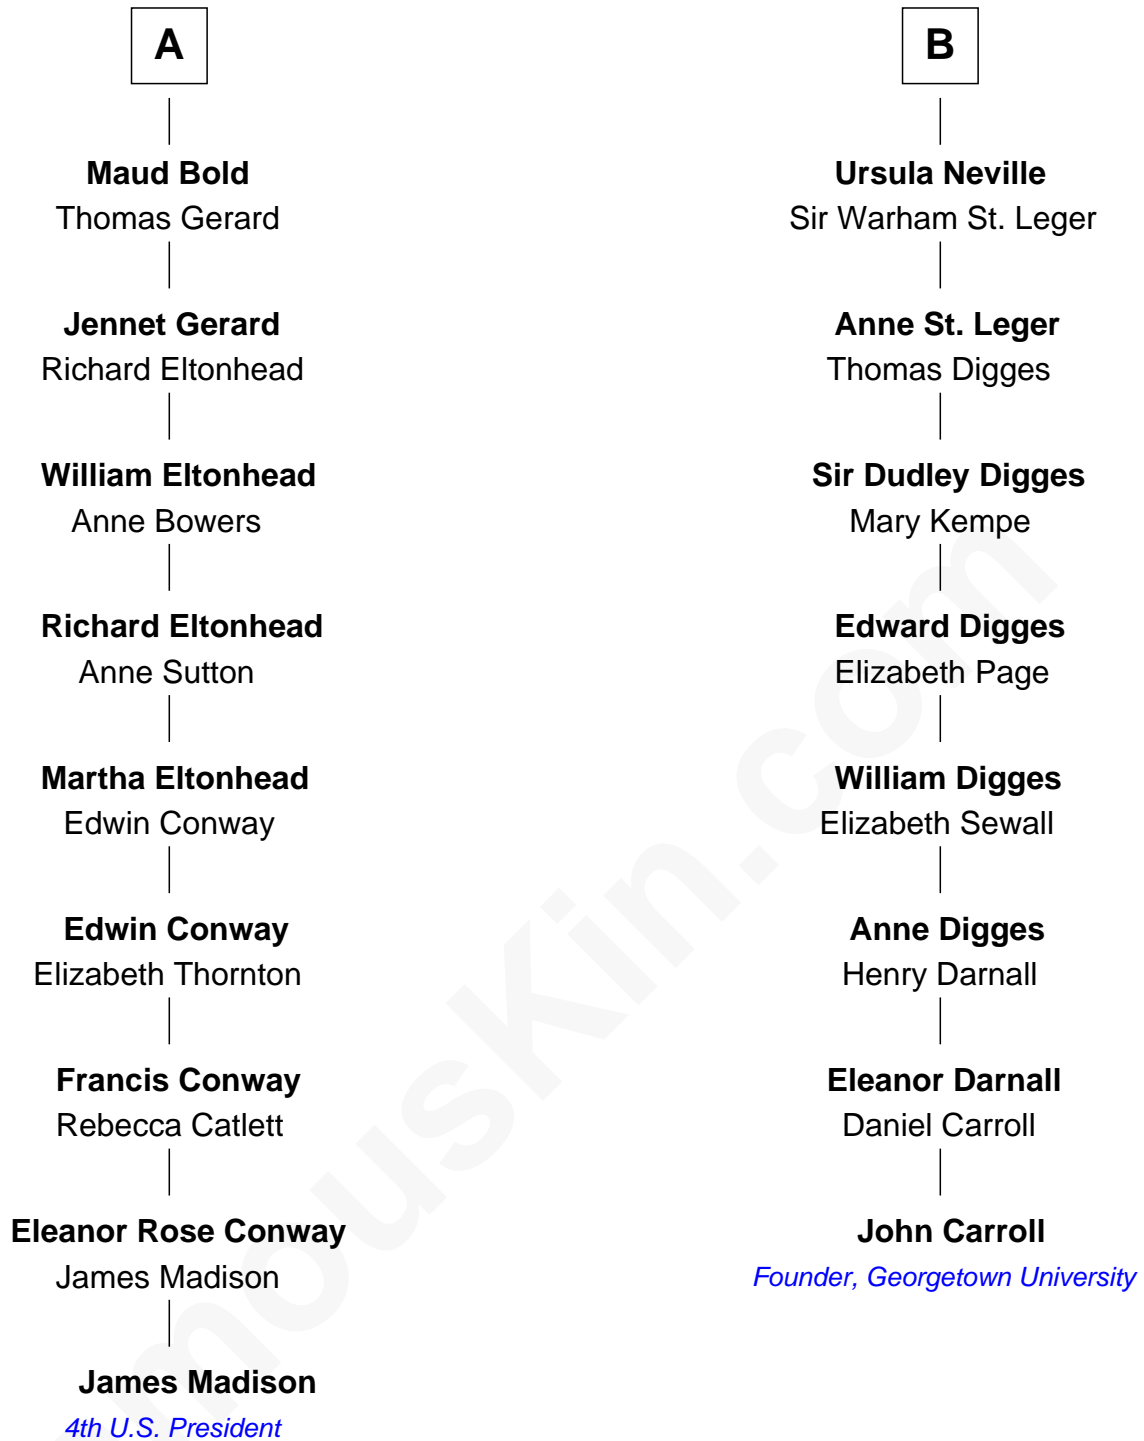 A
Maud Bold
Thomas Gerard
Jennet Gerard
Richard Eltonhead
William Eltonhead
Anne Bowers
Richard Eltonhead
Anne Sutton
Martha Eltonhead
Edwin Conway
Edwin Conway
Elizabeth Thornton
Francis Conway
Rebecca Catlett
Eleanor Rose Conway
James Madison
James Madison
4th U.S. President
B
Ursula Neville
Sir Warham St. Leger
Anne St. Leger
Thomas Digges
Sir Dudley Digges
Mary Kempe
Edward Digges
Elizabeth Page
William Digges
Elizabeth Sewall
Anne Digges
Henry Darnall
Eleanor Darnall
Daniel Carroll
John Carroll
Founder, Georgetown University
mousKin.com